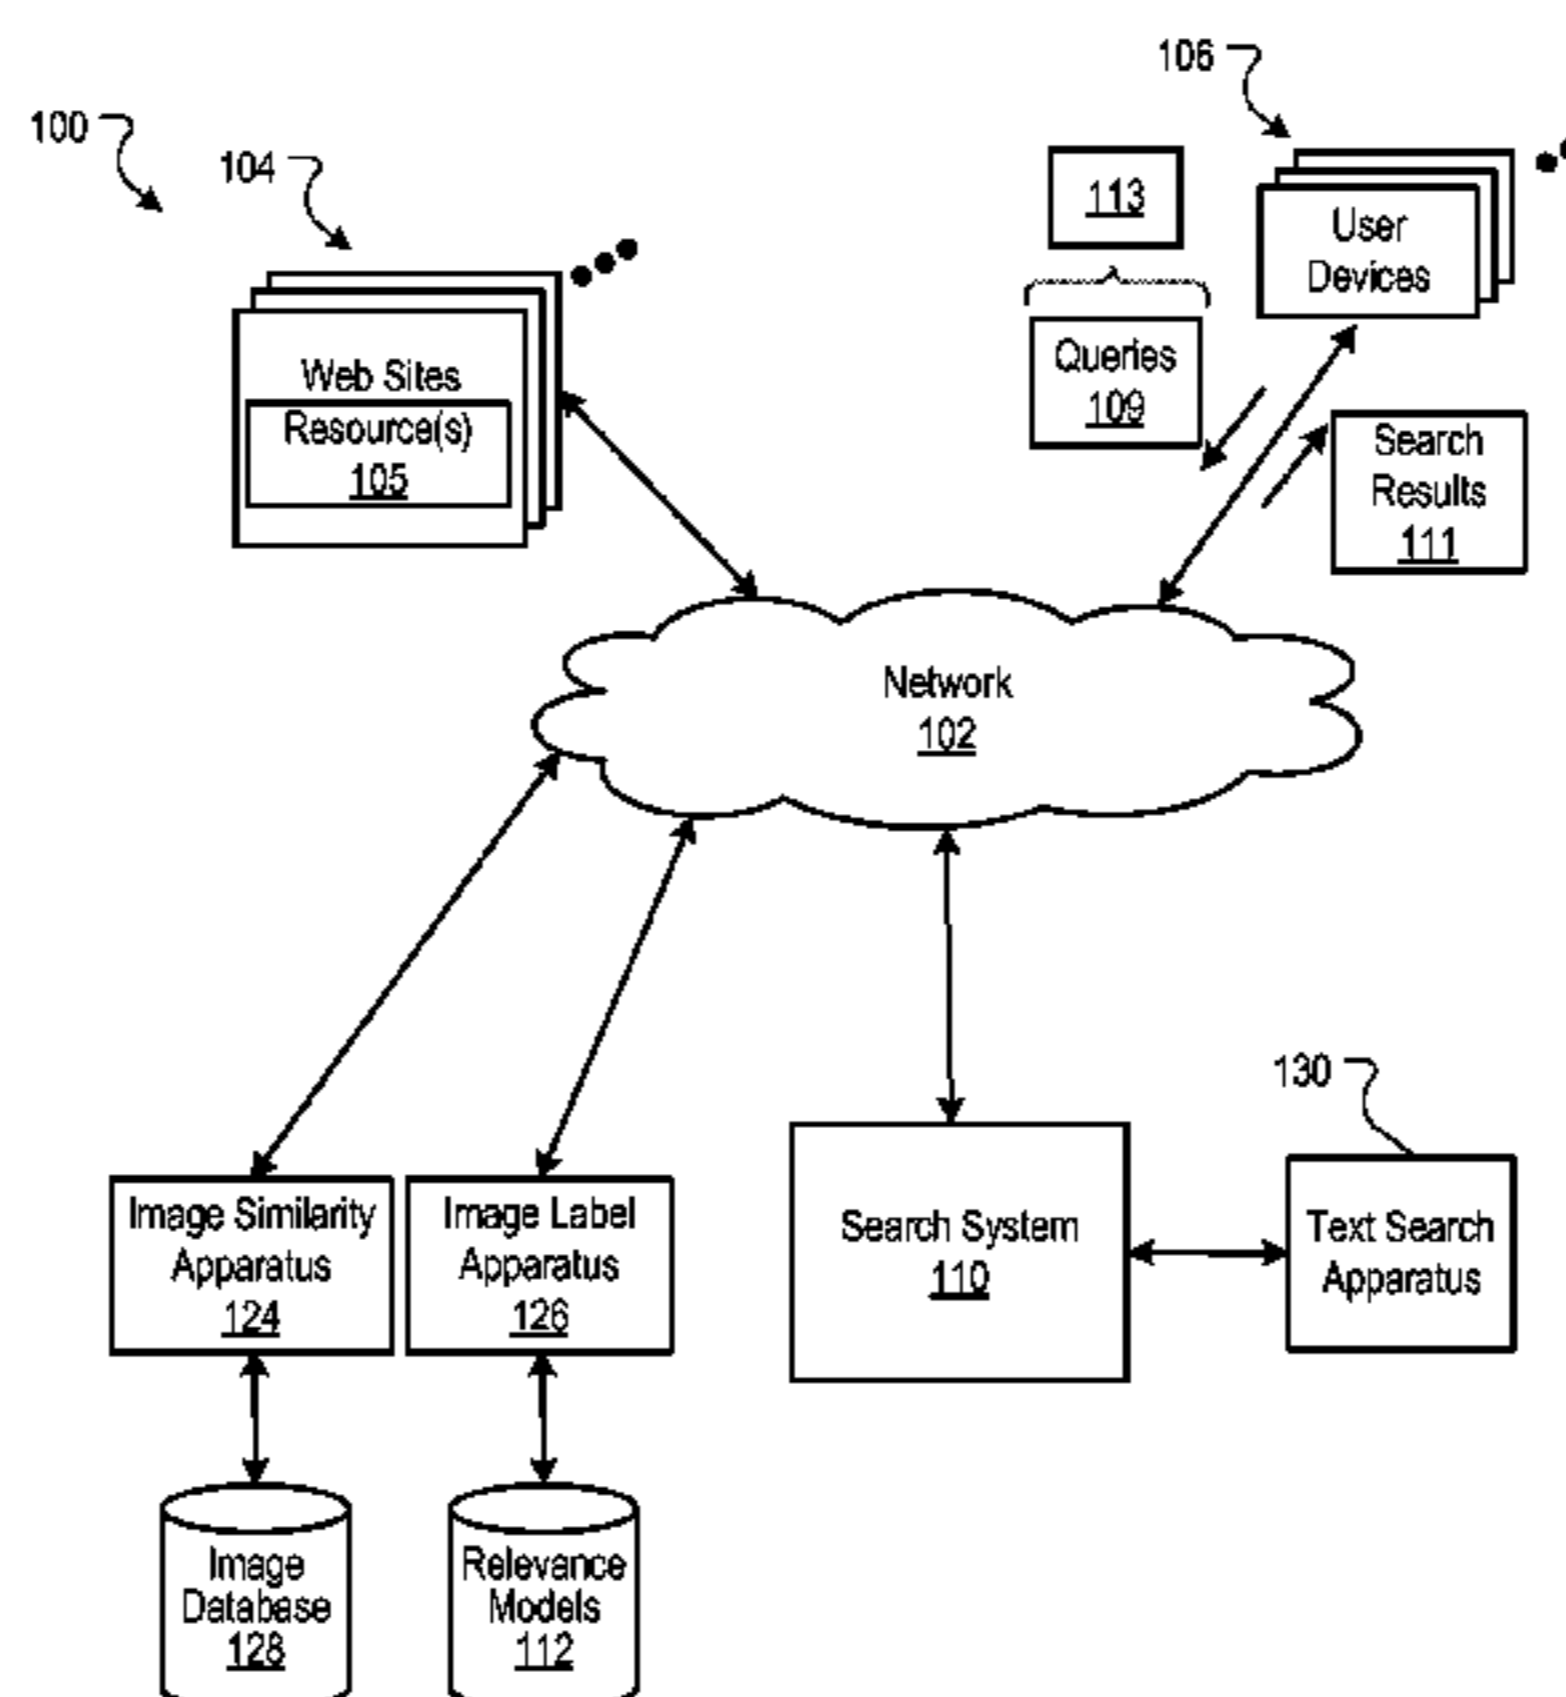 106
100
104
113
User
Devices
Web Sites
Resource(s)
105
Queries
109
Search
Results
111
Network
102
130
Image Similarity
Apparatus
124
Image Label
Apparatus
126
Search System
110
Text Search
Apparatus
Image
Database
128
Relevance
Models
112